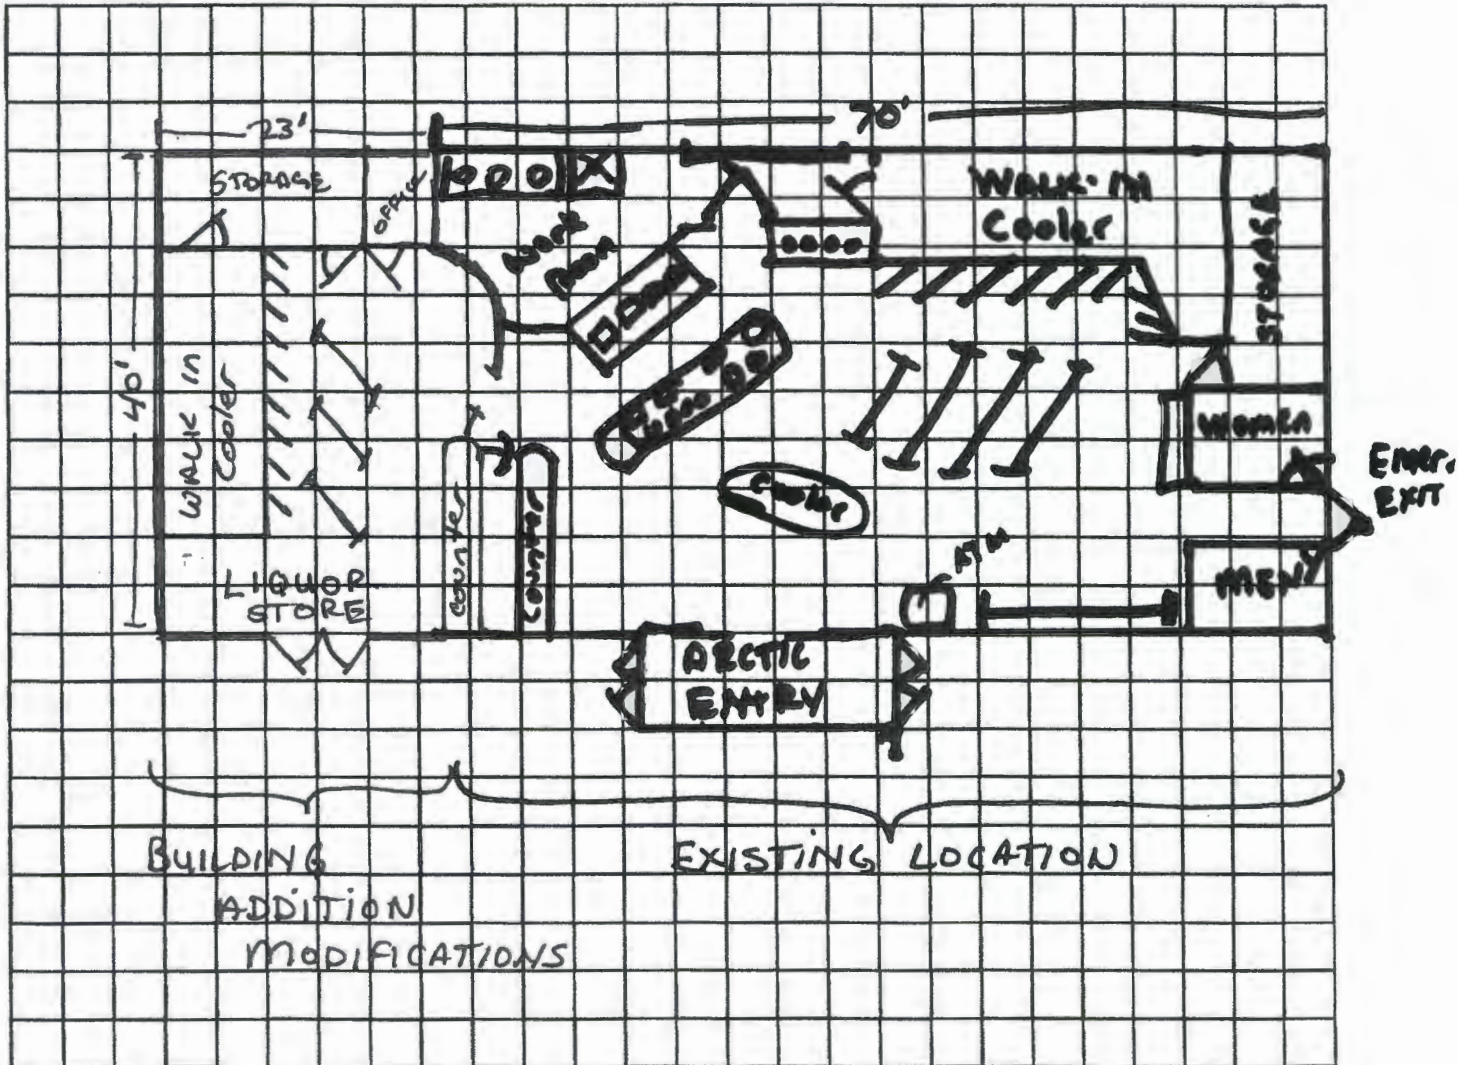 23'
70'
STORAGE
OFFICE
Work
Room
WALK-IN
Cooler
STORAGE
40'
WALK in
Cooler
WOMEN
Emer.
EXIT
Cooler
Counter
Counter
ATM
MENS
LIQUOR
STORE
ARCTIC
ENTRY
BUILDING
ADDITION
MODIFICATIONS
EXISTING LOCATION